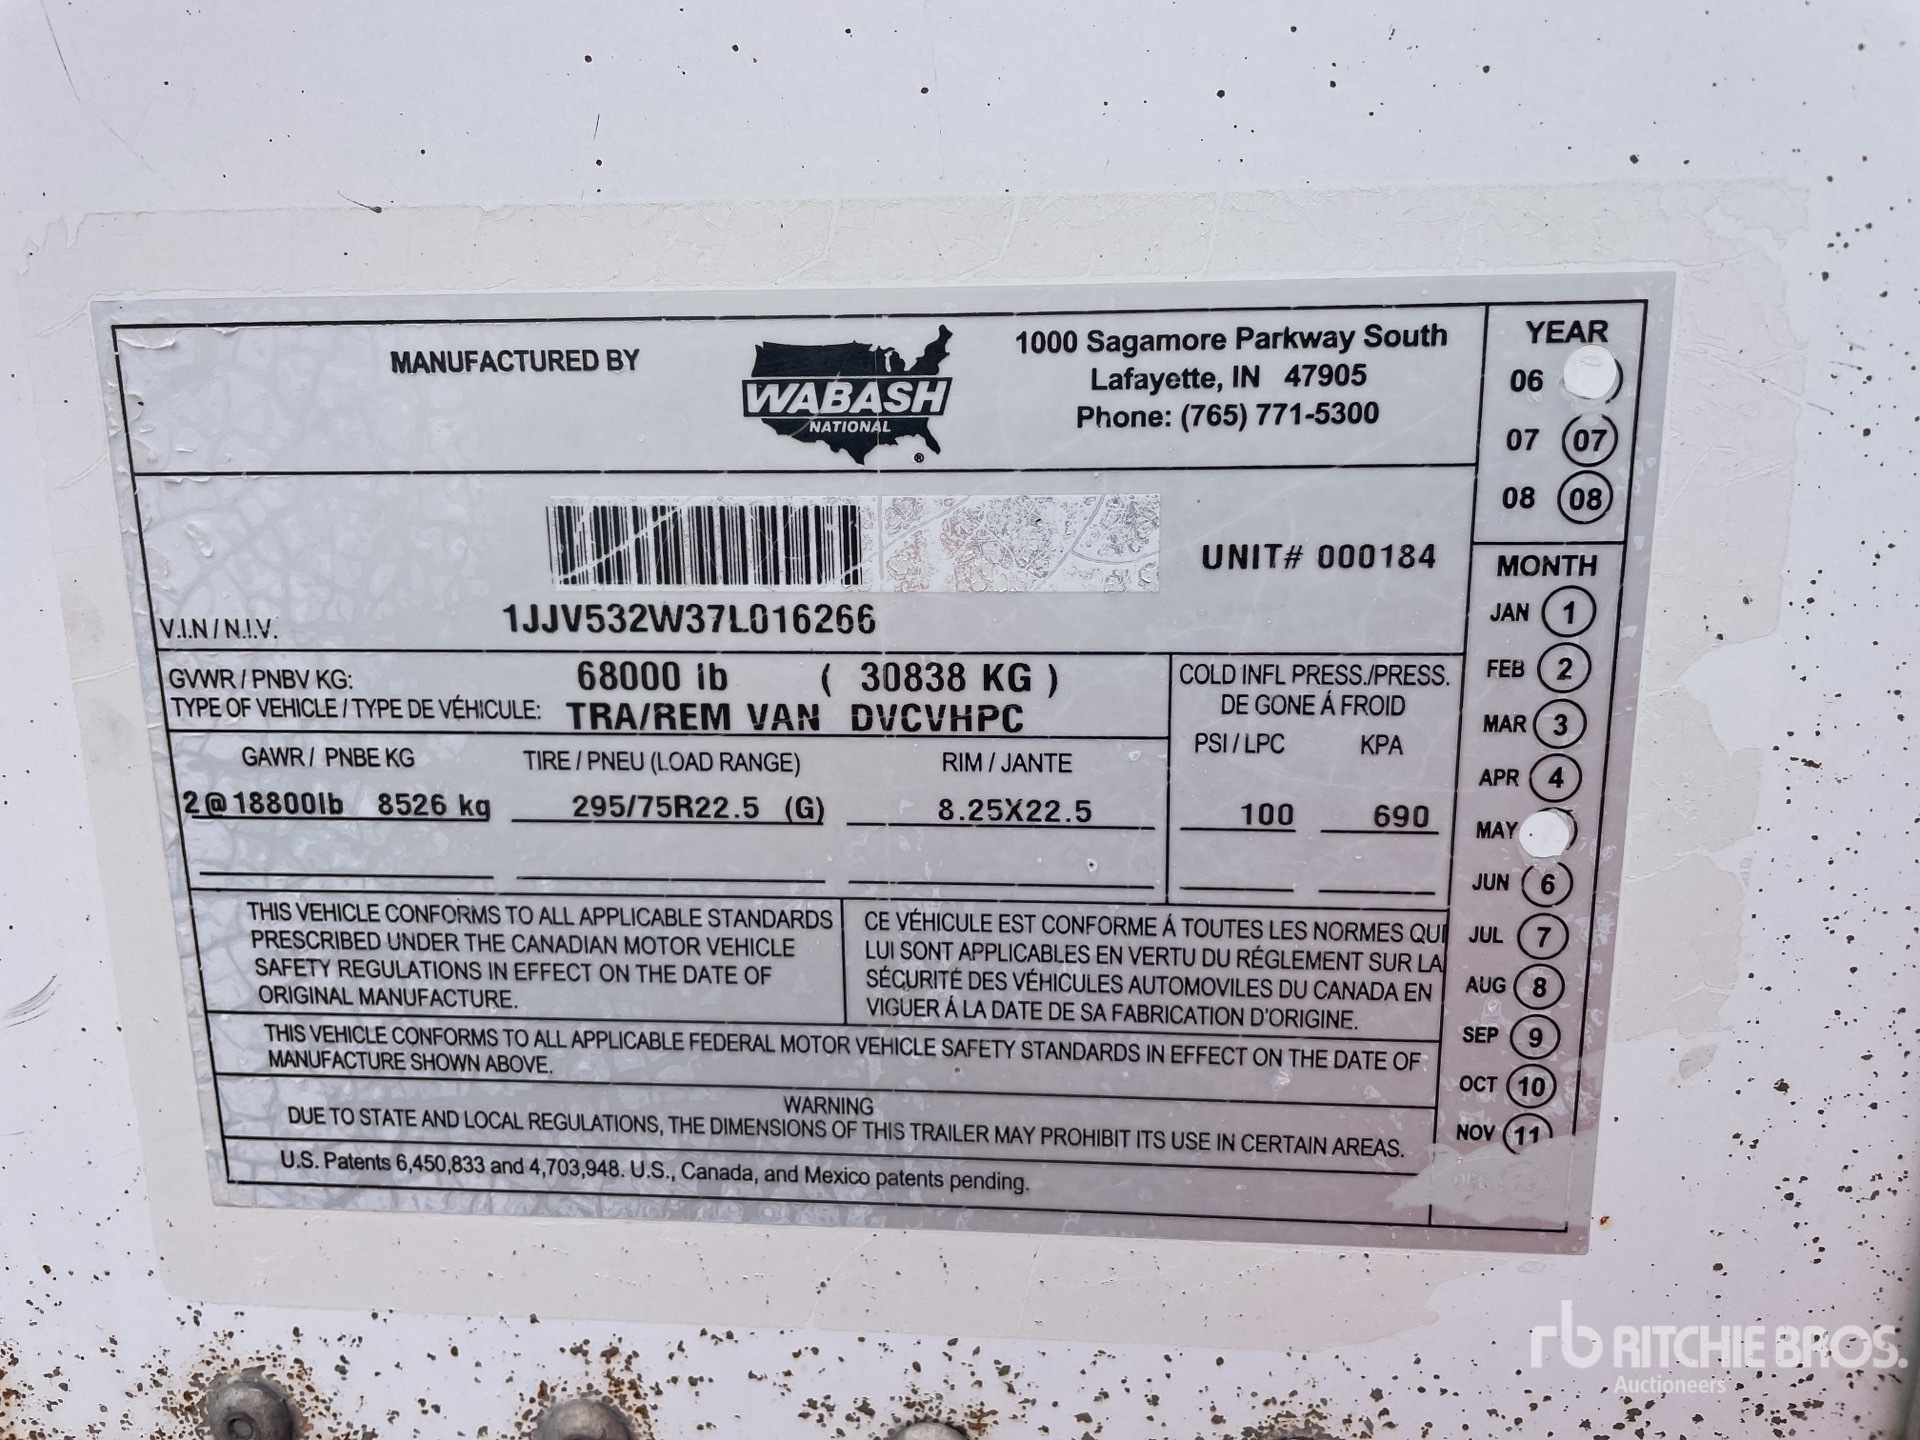 MANUFACTURED BY
WABASH
NATIONAL
®
1000 Sagamore Parkway South
Lafayette, IN 47905
Phone: (765) 771-5300
YEAR
06
07 07
08 08
UNIT# 000184
1JJV532W37L016266
V.I.N / N.I.V.
GVWR / PNBV KG: 68000 lb ( 30838 KG )
TYPE OF VEHICLE / TYPE DE VÉHICULE: TRA/REM VAN DVCVHPC
COLD INFL PRESS./PRESS.
DE GONE Á FROID
PSI / LPC KPA
GAWR / PNBE KG TIRE / PNEU (LOAD RANGE) RIM / JANTE
2@18800lb 8526 kg 295/75R22.5 (G) 8.25X22.5 100 690
MONTH
JAN 1
FEB 2
MAR 3
APR 4
MAY
JUN 6
JUL 7
AUG 8
SEP 9
OCT 10
NOV 11
DEC
THIS VEHICLE CONFORMS TO ALL APPLICABLE STANDARDS
PRESCRIBED UNDER THE CANADIAN MOTOR VEHICLE
SAFETY REGULATIONS IN EFFECT ON THE DATE OF
ORIGINAL MANUFACTURE.
CE VÉHICULE EST CONFORME Á TOUTES LES NORMES QUI
LUI SONT APPLICABLES EN VERTU DU RÉGLEMENT SUR LA
SÉCURITÉ DES VÉHICULES AUTOMOVILES DU CANADA EN
VIGUER Á LA DATE DE SA FABRICATION D'ORIGINE.
THIS VEHICLE CONFORMS TO ALL APPLICABLE FEDERAL MOTOR VEHICLE SAFETY STANDARDS IN EFFECT ON THE DATE OF
MANUFACTURE SHOWN ABOVE.
WARNING
DUE TO STATE AND LOCAL REGULATIONS, THE DIMENSIONS OF THIS TRAILER MAY PROHIBIT ITS USE IN CERTAIN AREAS.
U.S. Patents 6,450,833 and 4,703,948. U.S., Canada, and Mexico patents pending.
rb RITCHIE BROS.
Auctioneers